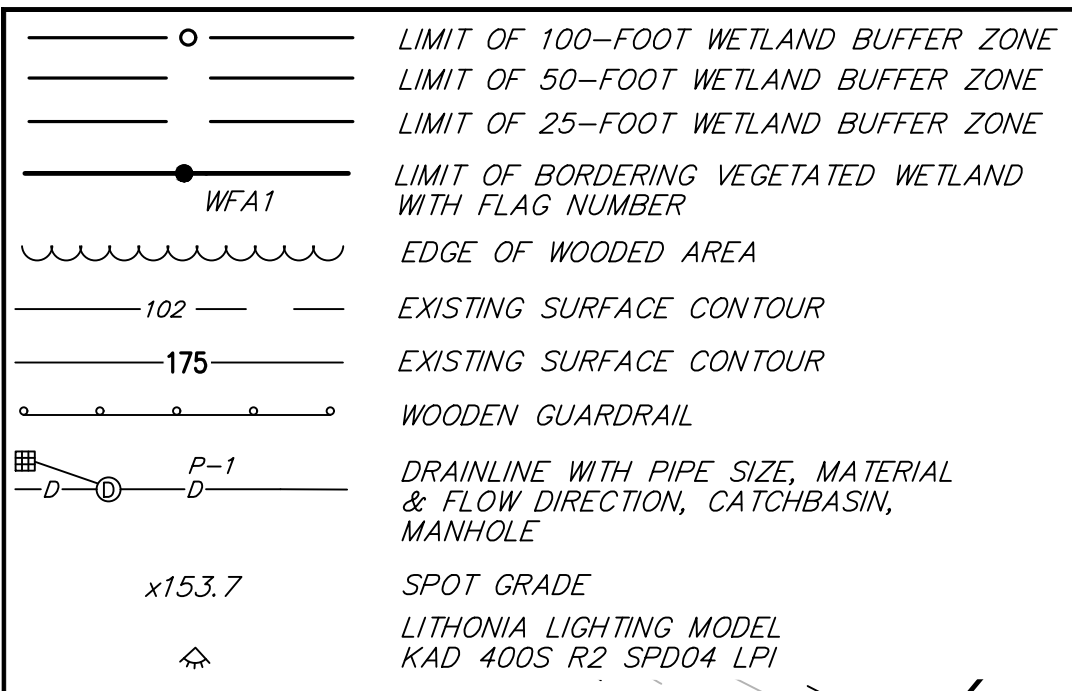 LIMIT OF 100-FOOT WETLAND BUFFER ZONE
LIMIT OF 50-FOOT WETLAND BUFFER ZONE
LIMIT OF 25-FOOT WETLAND BUFFER ZONE
WFA1
LIMIT OF BORDERING VEGETATED WETLAND
WITH FLAG NUMBER
EDGE OF WOODED AREA
102 EXISTING SURFACE CONTOUR
175 EXISTING SURFACE CONTOUR
WOODEN GUARDRAIL
P-1
D D D
DRAINLINE WITH PIPE SIZE, MATERIAL
& FLOW DIRECTION, CATCHBASIN,
MANHOLE
x153.7 SPOT GRADE
LITHONIA LIGHTING MODEL
KAD 400S R2 SPD04 LPI